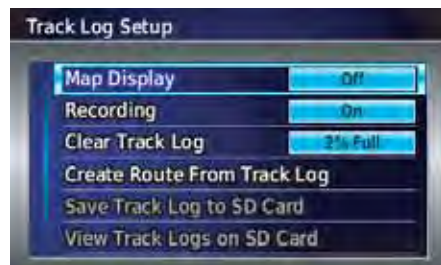 Track Log Setup
Map Display Off
Recording On
Clear Track Log 2% Full
Create Route From Track Log
Save Track Log to SD Card
View Track Logs on SD Card